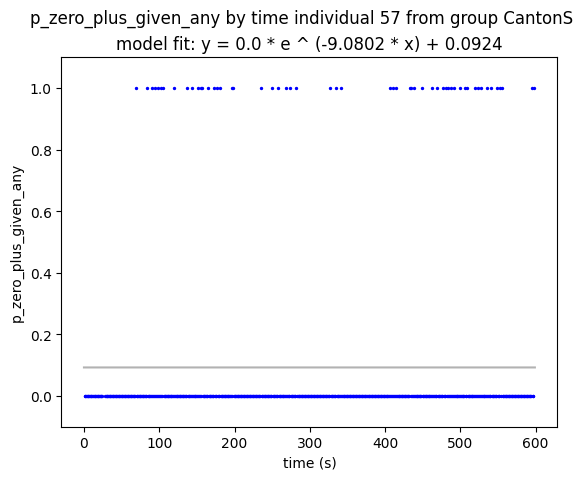 p_zero_plus_given_any by time individual 57 from group CantonS
model fit: y = 0.0 * e ^ (-9.0802 * x) + 0.0924
p_zero_plus_given_any
1.0
0.8
0.6
0.4
0.2
0.0
0 100 200 300 400 500 600
time (s)